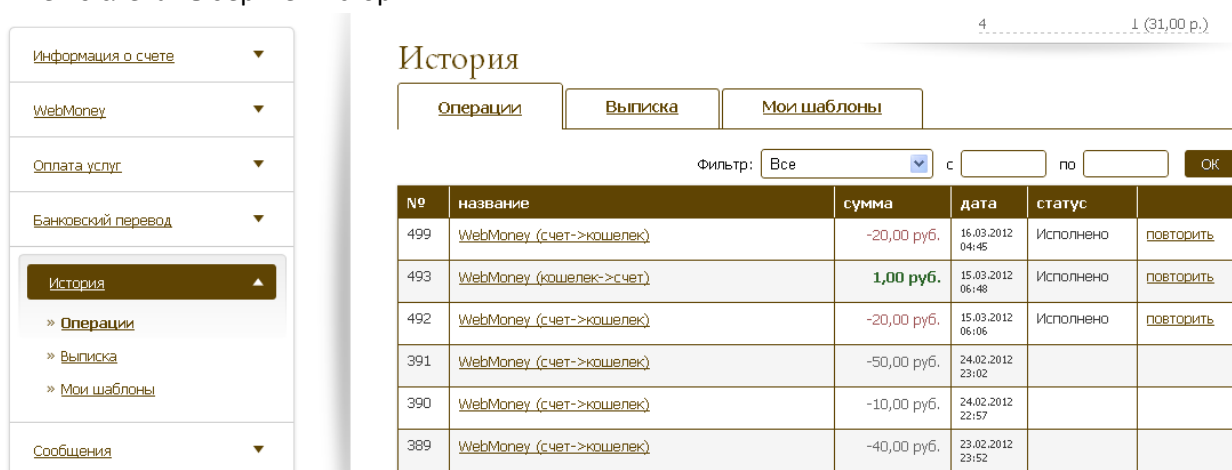 4 1 (31,00 р.)
Информация о счете
WebMoney
Оплата услуг
Банковский перевод
История
» Операции
» Выписка
» Мои шаблоны
Сообщения
История
Операции Выписка Мои шаблоны
Фильтр: Все с по ОК
№ название сумма дата статус
499 WebMoney (счет->кошелек) -20,00 руб. 16.03.2012 04:45 Исполнено повторить
493 WebMoney (кошелек->счет) 1,00 руб. 15.03.2012 06:48 Исполнено повторить
492 WebMoney (счет->кошелек) -20,00 руб. 15.03.2012 06:06 Исполнено повторить
391 WebMoney (счет->кошелек) -50,00 руб. 24.02.2012 23:02
390 WebMoney (счет->кошелек) -10,00 руб. 24.02.2012 22:57
389 WebMoney (счет->кошелек) -40,00 руб. 23.02.2012 23:52